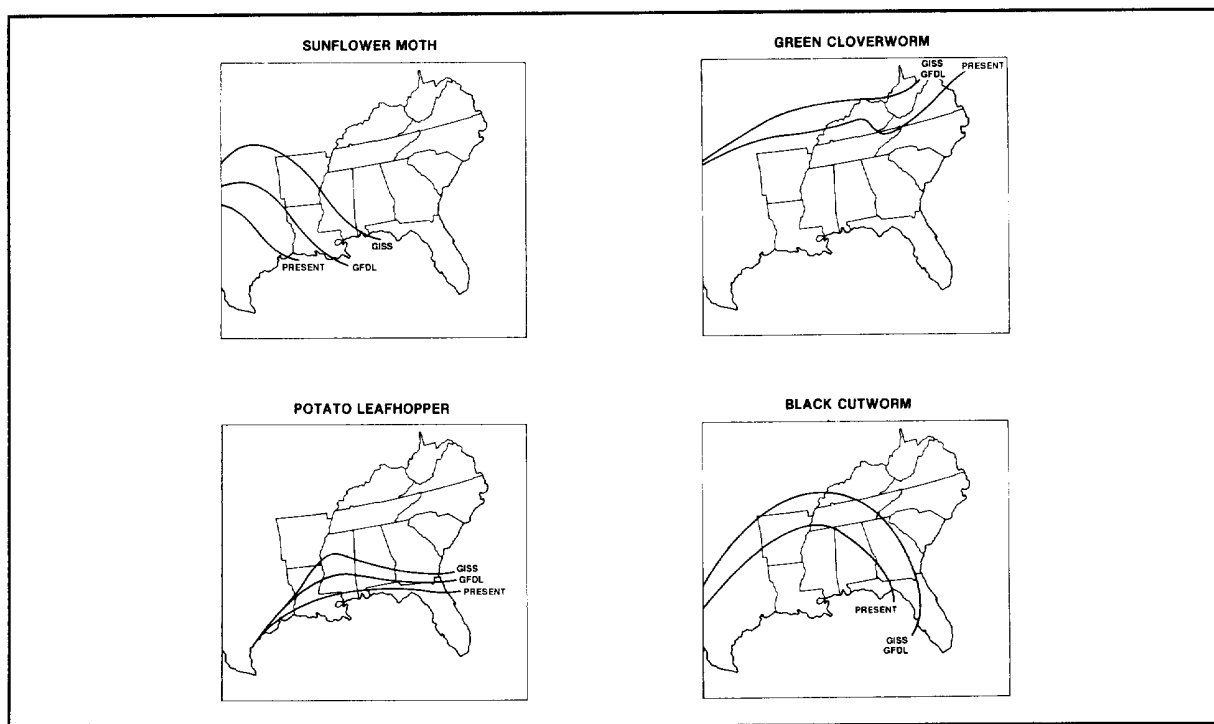 SUNFLOWER MOTH
GISS
PRESENT
GFDL
GREEN CLOVERWORM
GISS
GFDL
PRESENT
POTATO LEAFHOPPER
GISS
GFDL
PRESENT
BLACK CUTWORM
PRESENT
GISS
GFDL